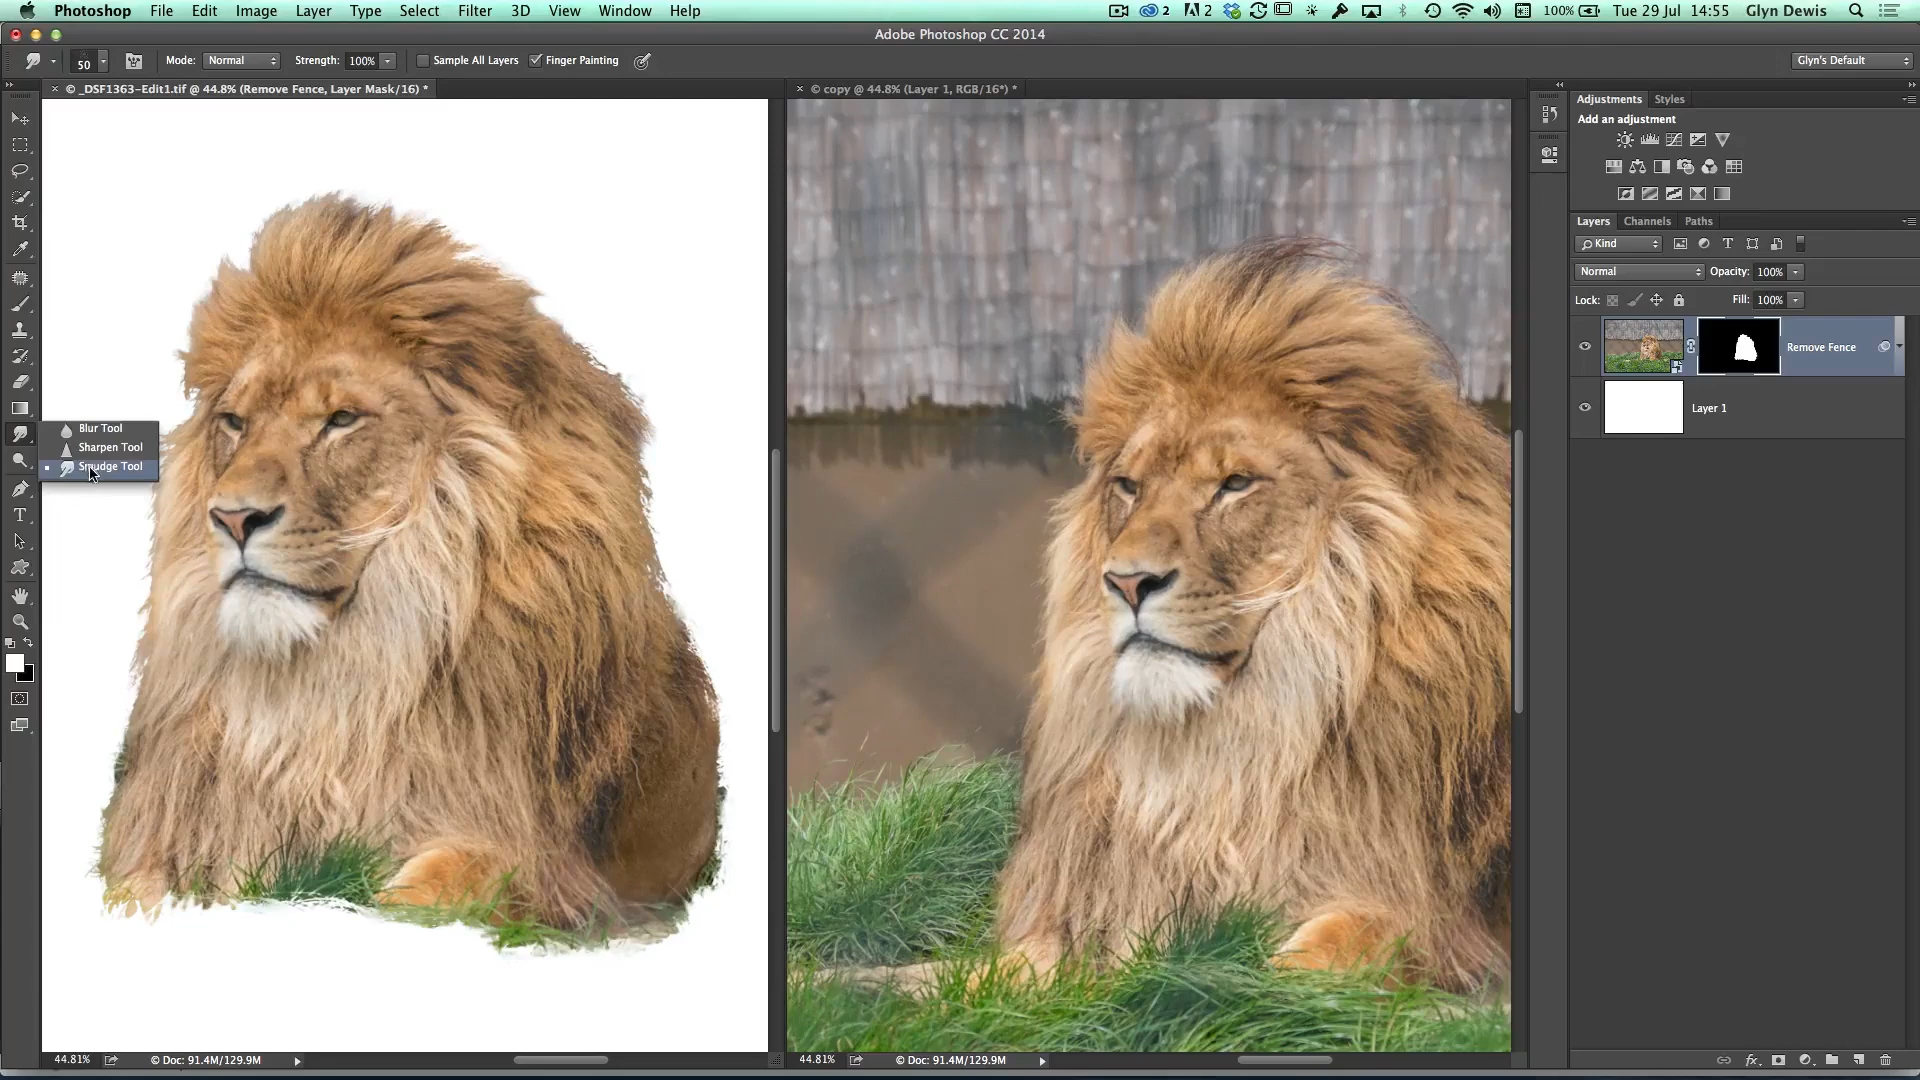 Photoshop File Edit Image Layer Type Select Filter 3D View Window Help 2 2 100% Tue 29 Jul 14:55 Glyn Dewis
Adobe Photoshop CC 2014
50 Mode: Normal Strength: 100% Sample All Layers Finger Painting Glyn's Default
© _DSF1363-Edit1.tif @ 44.8% (Remove Fence, Layer Mask/16) *
© copy @ 44.8% (Layer 1, RGB/16*) *
Adjustments Styles
Add an adjustment
Layers Channels Paths
Kind
Normal Opacity: 100%
Lock: Fill: 100%
Remove Fence
Layer 1
Blur Tool
Sharpen Tool
Smudge Tool
44.81% © Doc: 91.4M/129.9M
44.81% © Doc: 91.4M/129.9M